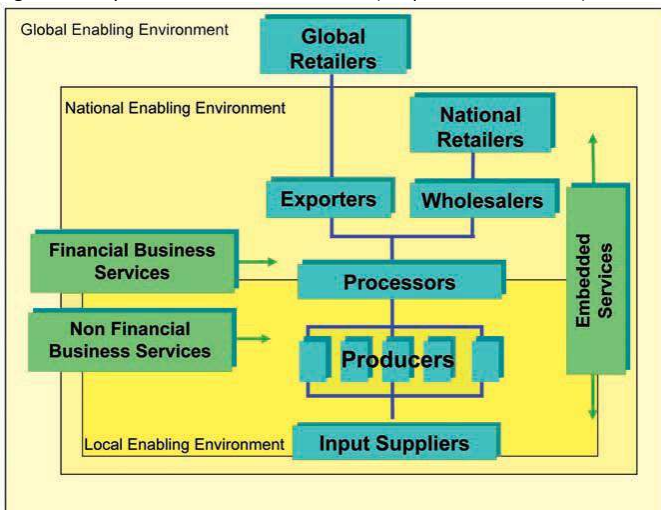 Global Enabling Environment
Global
Retailers
National Enabling Environment
National
Retailers
Exporters
Wholesalers
Financial Business
Services
Embedded
Services
Processors
Non Financial
Business Services
Producers
Local Enabling Environment
Input Suppliers